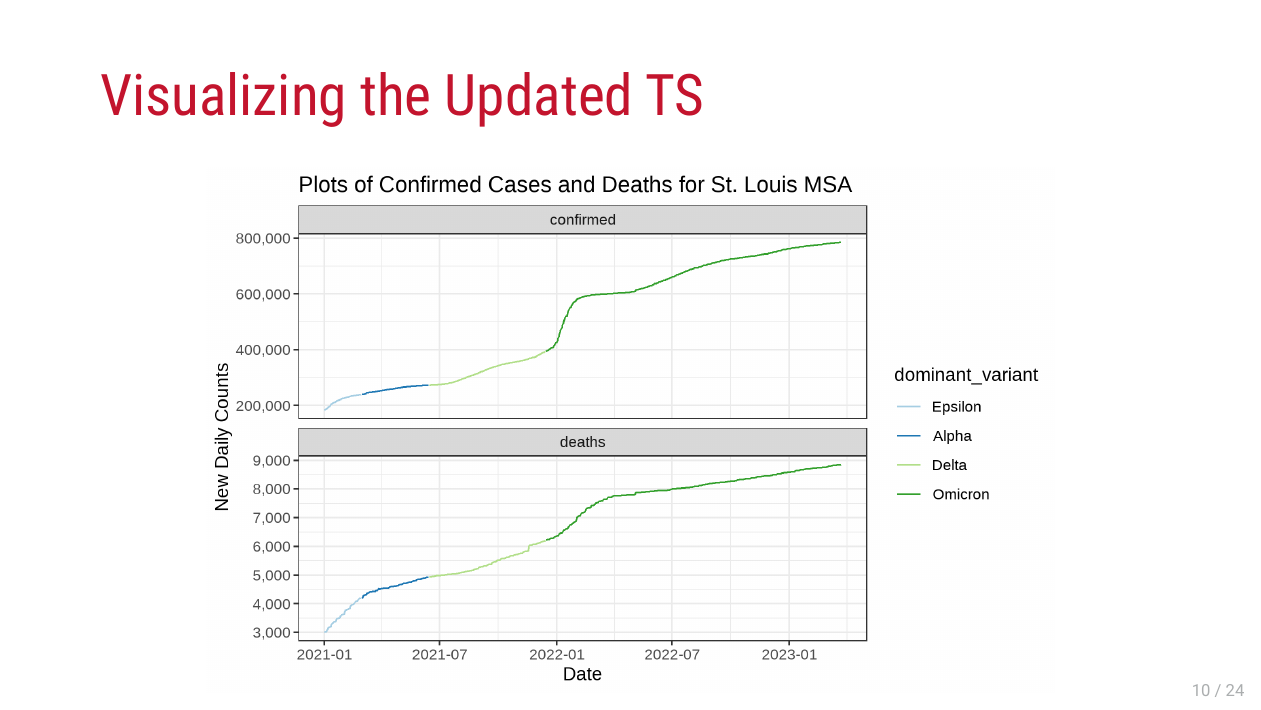 Visualizing the Updated TS
Plots of Confirmed Cases and Deaths for St. Louis MSA
confirmed
800,000
600,000
400,000
200,000
deaths
9,000
8,000
7,000
6,000
5,000
4,000
3,000
New Daily Counts
2021-01
2021-07
2022-01
2022-07
2023-01
Date
dominant_variant
Epsilon
Alpha
Delta
Omicron
10 / 24